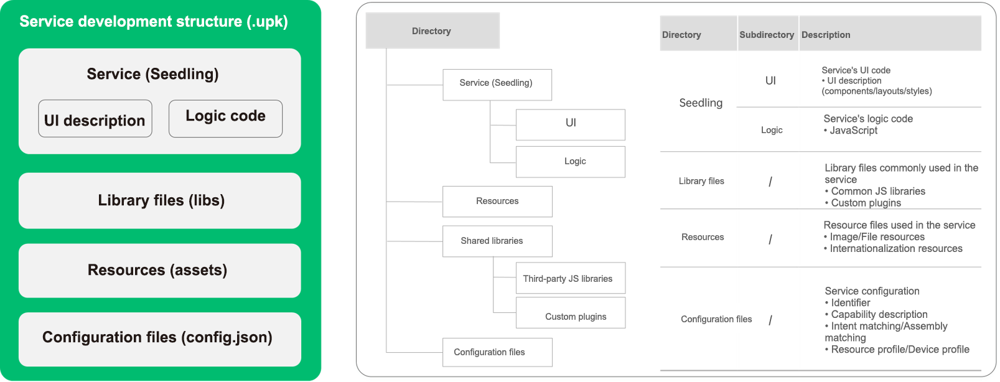 Service development structure (.upk)
Service (Seedling)
UI description
Logic code
Library files (libs)
Resources (assets)
Configuration files (config.json)
Directory
Service (Seedling)
UI
Logic
Resources
Shared libraries
Third-party JS libraries
Custom plugins
Configuration files
Directory Subdirectory Description
Seedling
UI
Service's UI code
• UI description
(components/layouts/styles)
Logic
Service's logic code
• JavaScript
Library files
/
Library files commonly used in the
service
• Common JS libraries
• Custom plugins
Resources
/
Resource files used in the service
• Image/File resources
• Internationalization resources
Configuration files
/
Service configuration
• Identifier
• Capability description
• Intent matching/Assembly
matching
• Resource profile/Device profile